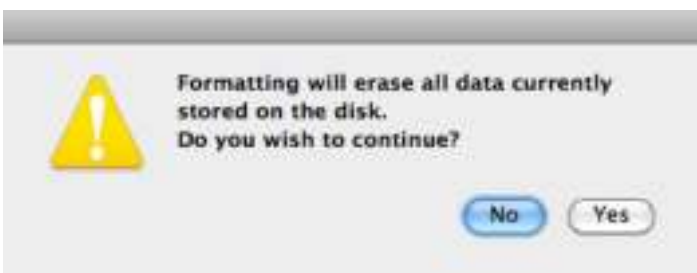 Formatting will erase all data currently
stored on the disk.
Do you wish to continue?
No Yes